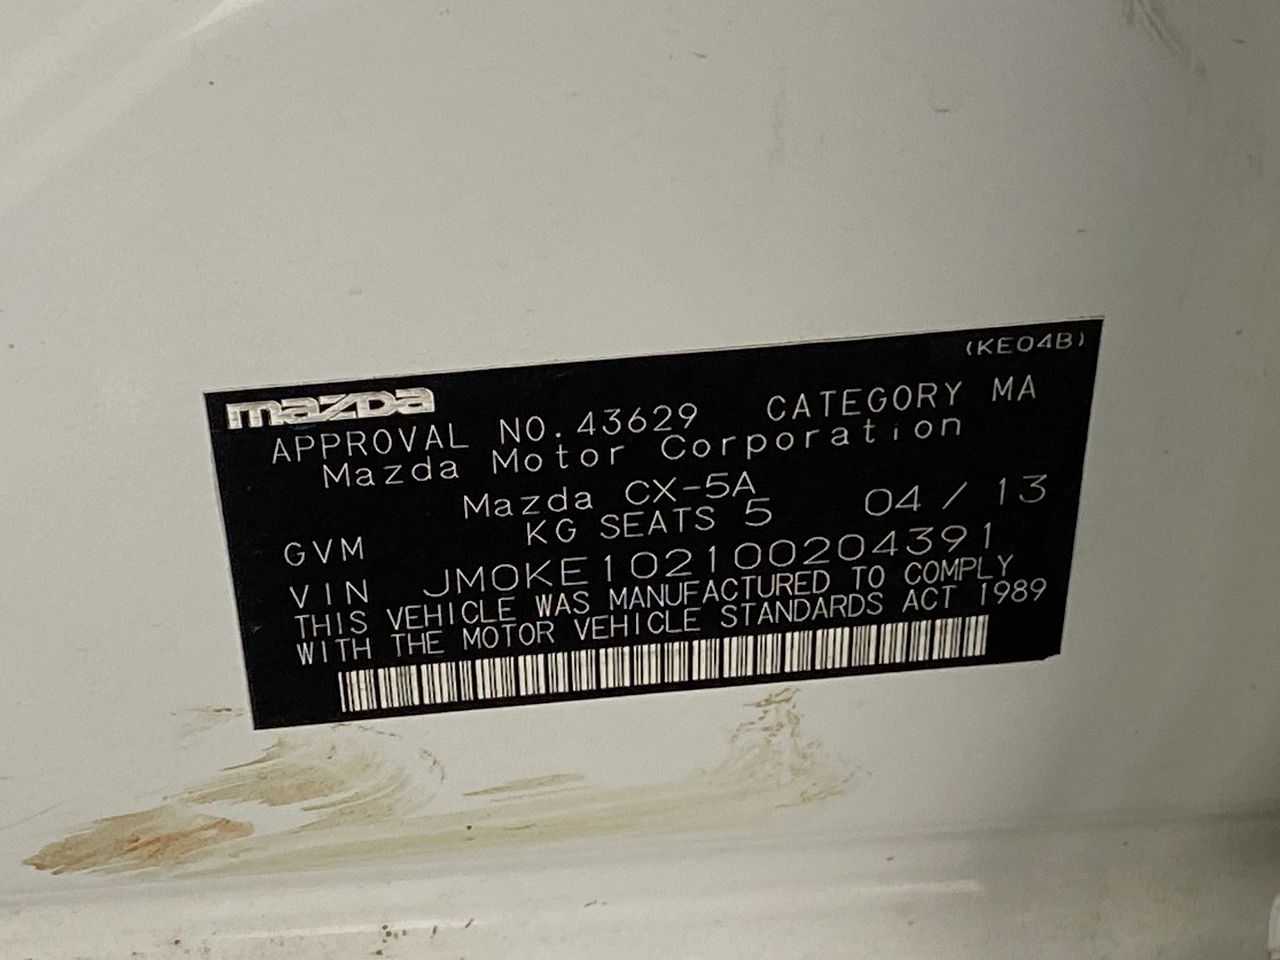 (KE04B)
mazda
APPROVAL NO.43629 CATEGORY MA
Mazda Motor Corporation
Mazda CX-5A 04 / 13
GVM KG SEATS 5
VIN JM0KE102100204391
THIS VEHICLE WAS MANUFACTURED TO COMPLY
WITH THE MOTOR VEHICLE STANDARDS ACT 1989